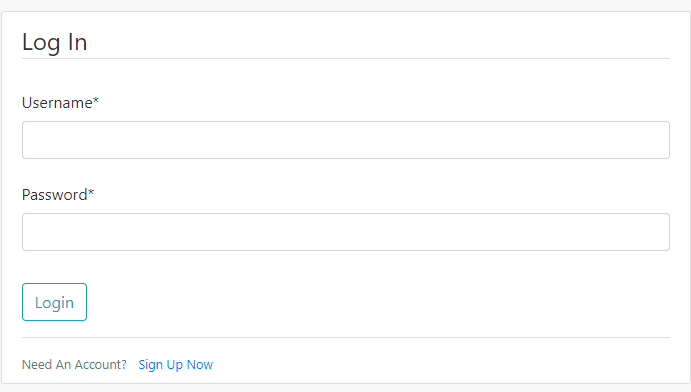 Log In
Username*
Password*
Login
Need An Account? Sign Up Now